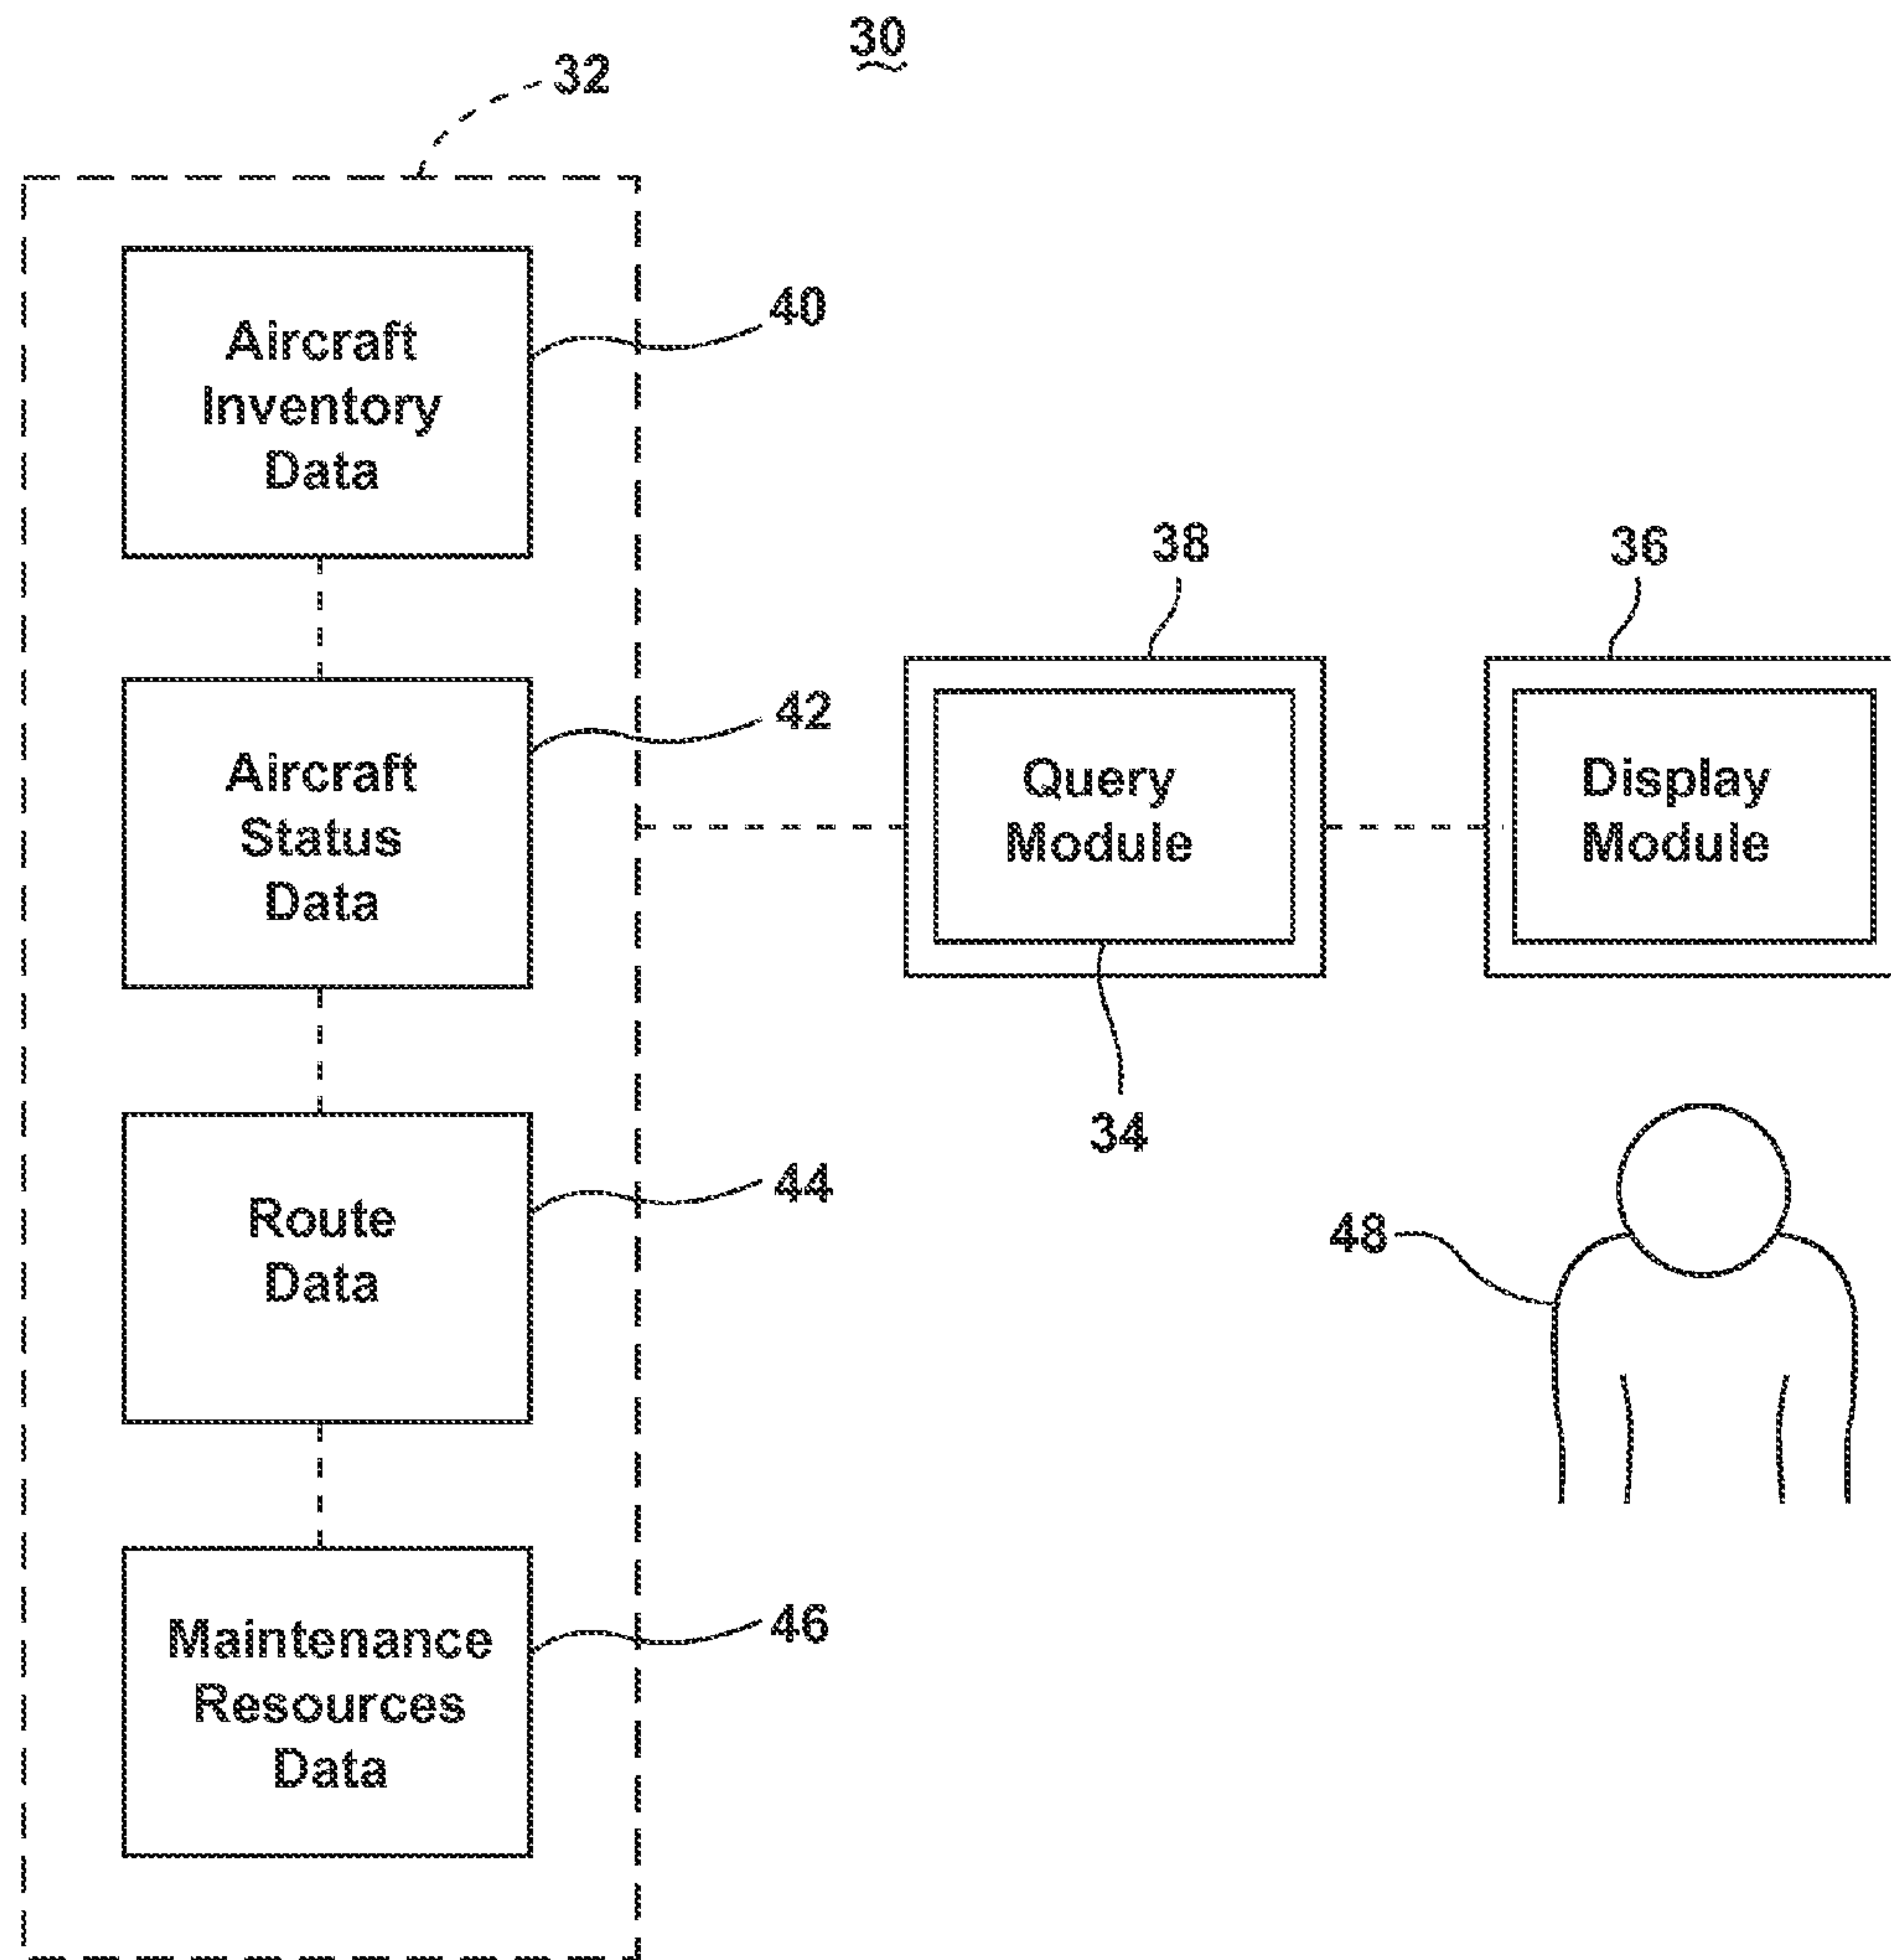 30
32
Aircraft
Inventory
Data
40
Aircraft
Status
Data
42
Route
Data
44
Maintenance
Resources
Data
46
38
Query
Module
34
36
Display
Module
48